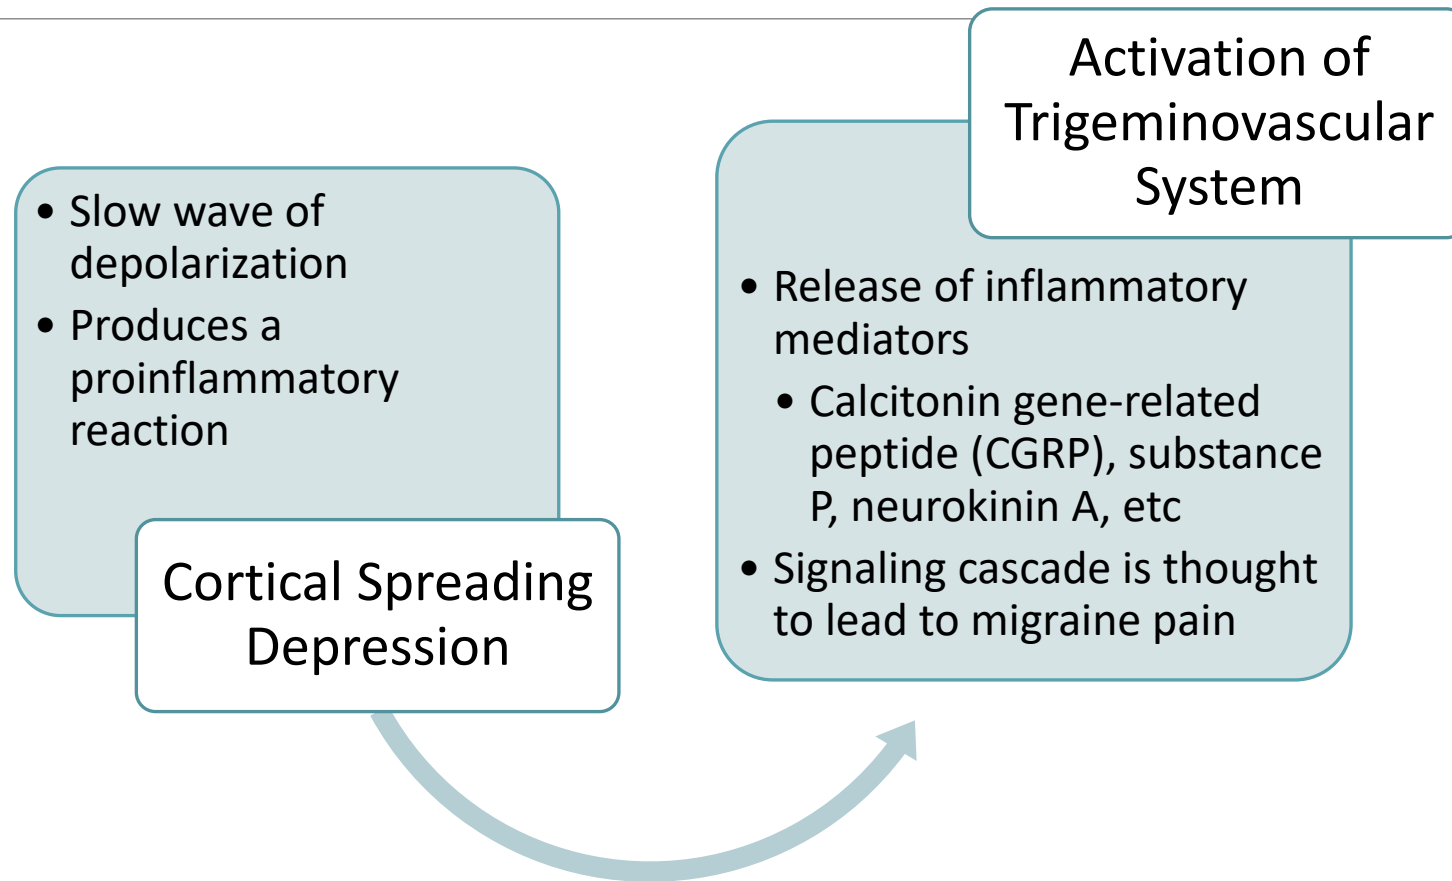 • Slow wave of
depolarization
• Produces a
proinflammatory
reaction
Cortical Spreading
Depression
Activation of
Trigeminovascular
System
• Release of inflammatory
mediators
• Calcitonin gene-related
peptide (CGRP), substance
P, neurokinin A, etc
• Signaling cascade is thought
to lead to migraine pain